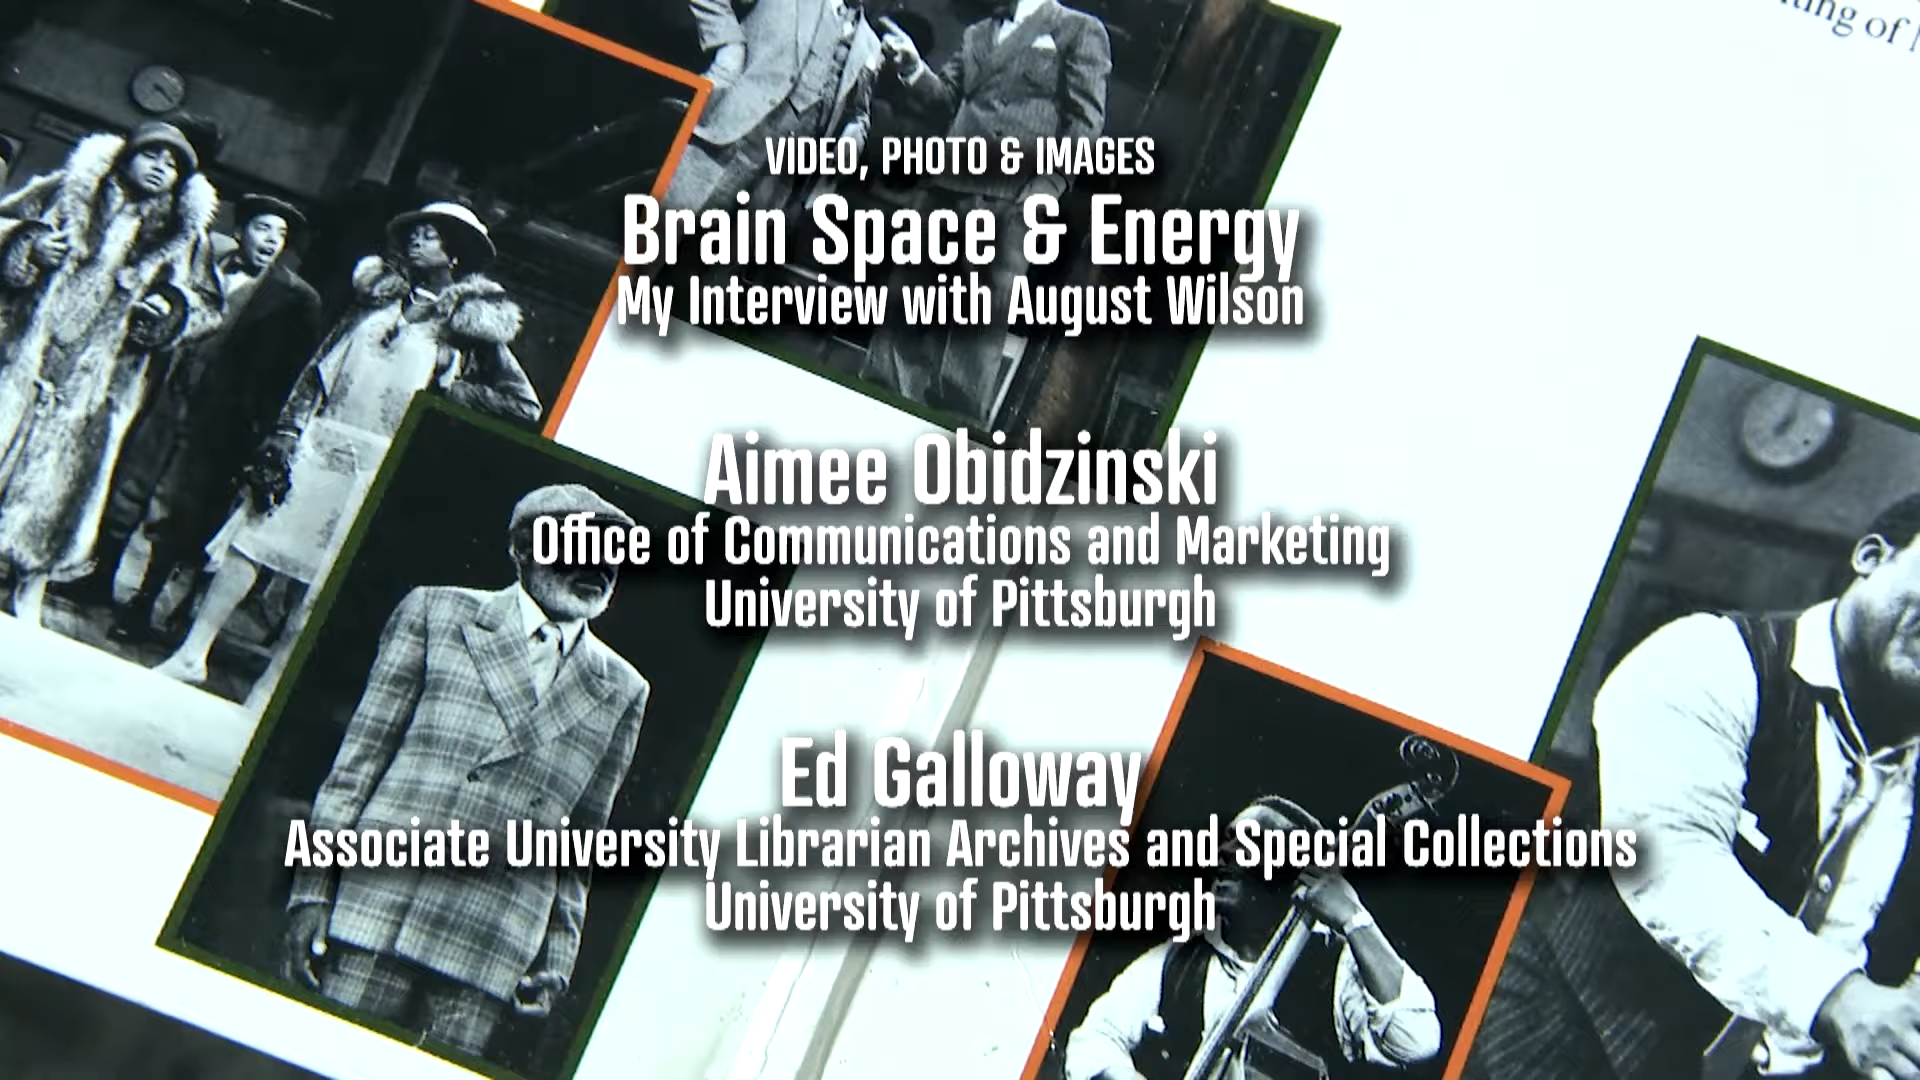 VIDEO, PHOTO & IMAGES
Brain Space & Energy
My Interview with August Wilson
Aimee Obidzinski
Office of Communications and Marketing
University of Pittsburgh
Ed Galloway
Associate University Librarian Archives and Special Collections
University of Pittsburgh
of